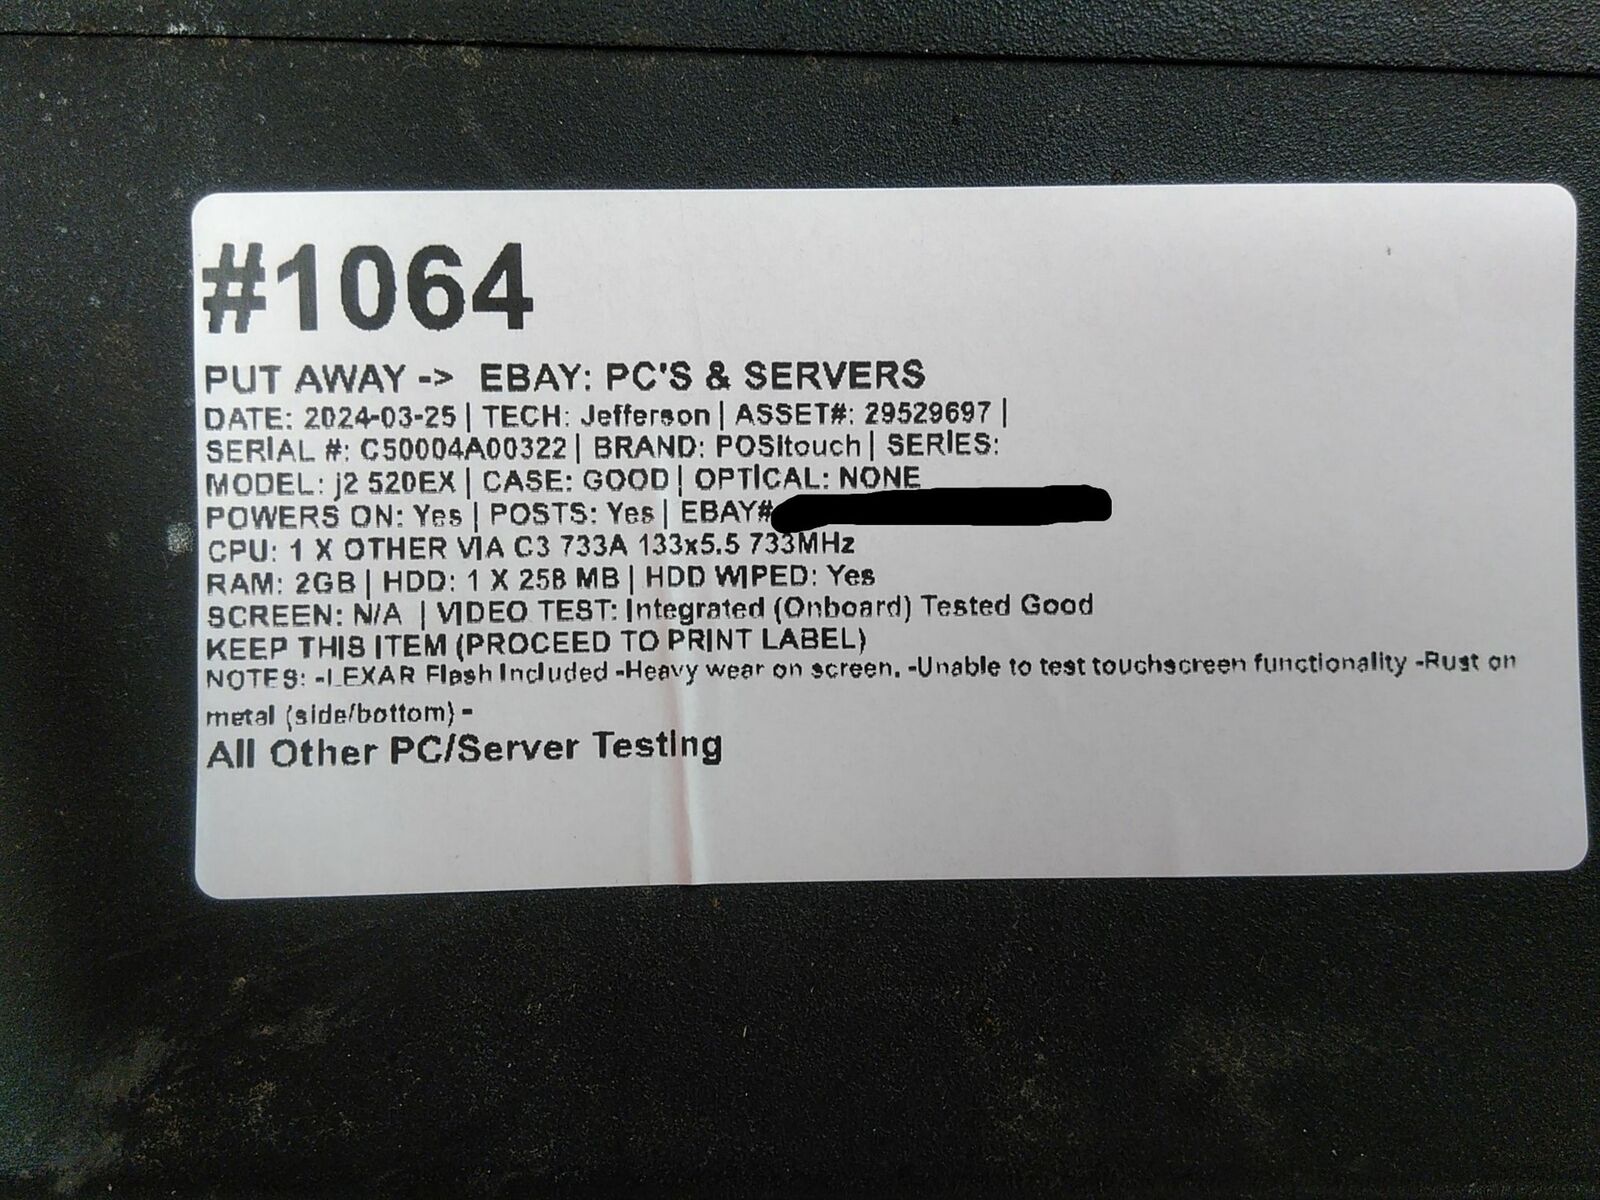 #1064
PUT AWAY -> EBAY: PC'S & SERVERS
DATE: 2024-03-25 | TECH: Jefferson | ASSET#: 29529697 |
SERIAL #: C50004A00322 | BRAND: POSitouch | SERIES:
MODEL: j2 520EX | CASE: GOOD | OPTICAL: NONE
POWERS ON: Yes | POSTS: Yes | EBAY#
CPU: 1 X OTHER VIA C3 733A 133x5.5 733MHz
RAM: 2GB | HDD: 1 X 258 MB | HDD WIPED: Yes
SCREEN: N/A | VIDEO TEST: Integrated (Onboard) Tested Good
KEEP THIS ITEM (PROCEED TO PRINT LABEL)
NOTES: -LEXAR Flash Included -Heavy wear on screen. -Unable to test touchscreen functionality -Rust on
metal (side/bottom) -
All Other PC/Server Testing